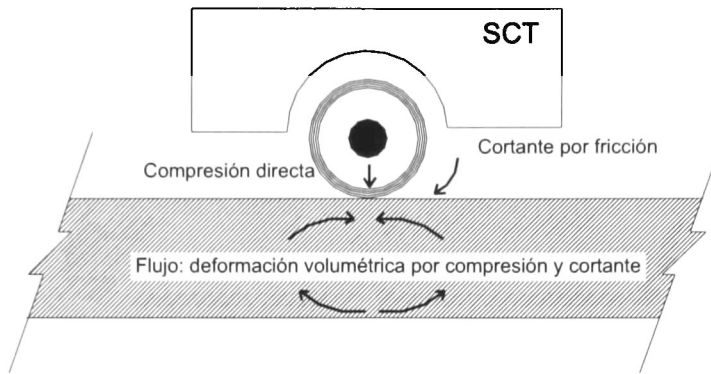 SCT
Cortante por fricción
Compresión directa
Flujo: deformación volumétrica por compresión y cortante